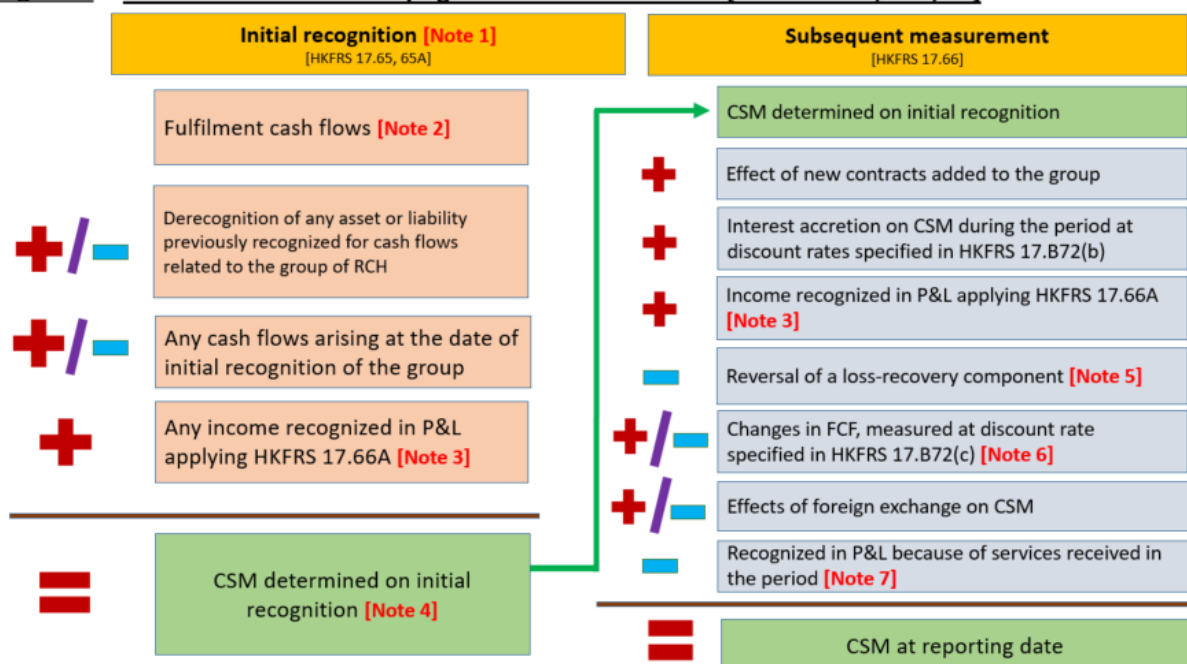 Initial recognition [Note 1]
[HKFRS 17.65, 65A]
Fulfilment cash flows [Note 2]
+/-
Derecognition of any asset or liability
previously recognized for cash flows
related to the group of RCH
+/-
Any cash flows arising at the date of
initial recognition of the group
+
Any income recognized in P&L
applying HKFRS 17.66A [Note 3]
=
CSM determined on initial
recognition [Note 4]
Subsequent measurement
[HKFRS 17.66]
CSM determined on initial recognition
+
Effect of new contracts added to the group
+
Interest accretion on CSM during the period at
discount rates specified in HKFRS 17.B72(b)
+
Income recognized in P&L applying HKFRS 17.66A
[Note 3]
-
Reversal of a loss-recovery component [Note 5]
+/-
Changes in FCF, measured at discount rate
specified in HKFRS 17.B72(c) [Note 6]
+/-
Effects of foreign exchange on CSM
-
Recognized in P&L because of services received in
the period [Note 7]
=
CSM at reporting date